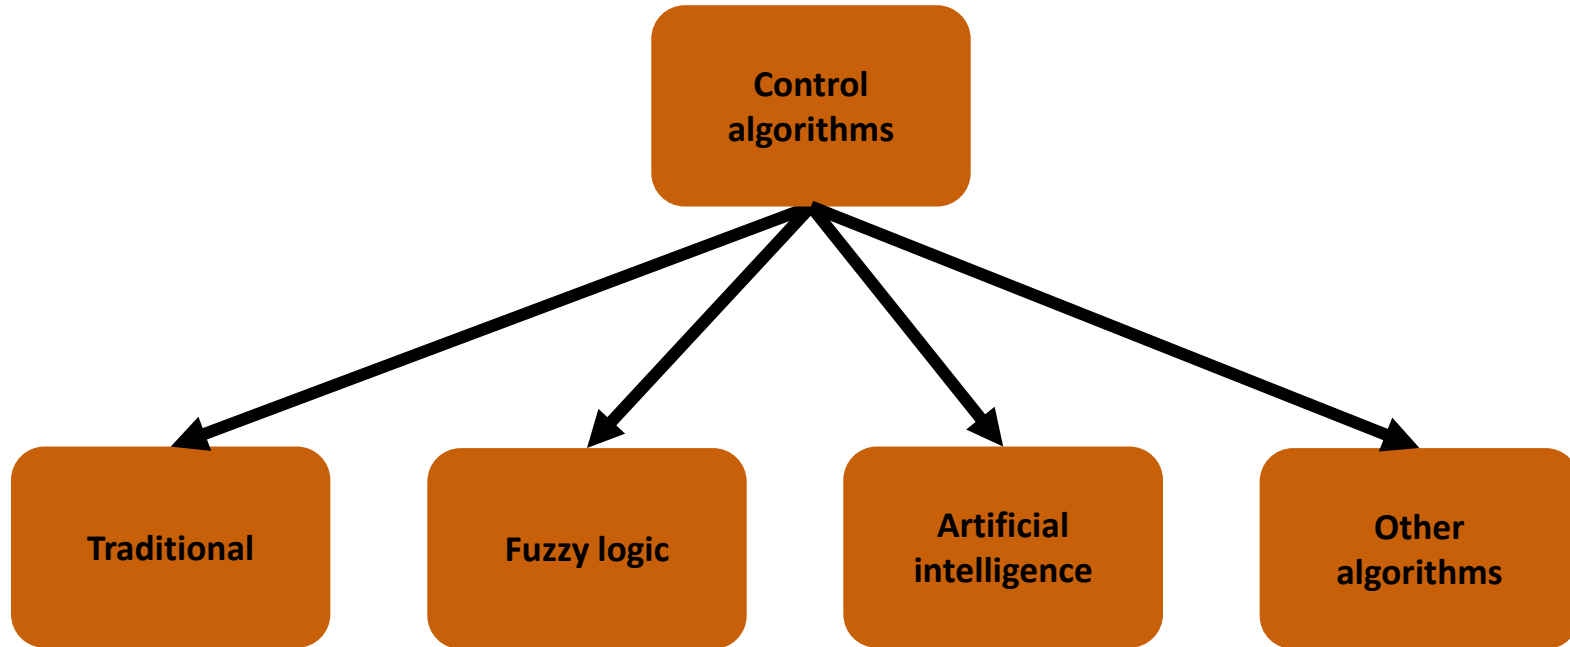 Control
algorithms
Traditional
Fuzzy logic
Artificial
intelligence
Other
algorithms